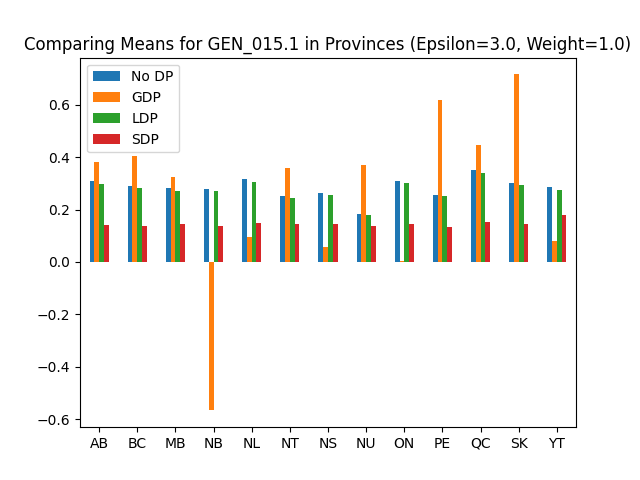 Comparing Means for GEN_015.1 in Provinces (Epsilon=3.0, Weight=1.0)
No DP
GDP
LDP
SDP
0.6
0.4
0.2
0.0
−0.2
−0.4
−0.6
AB BC MB NB NL NT NS NU ON PE QC SK YT